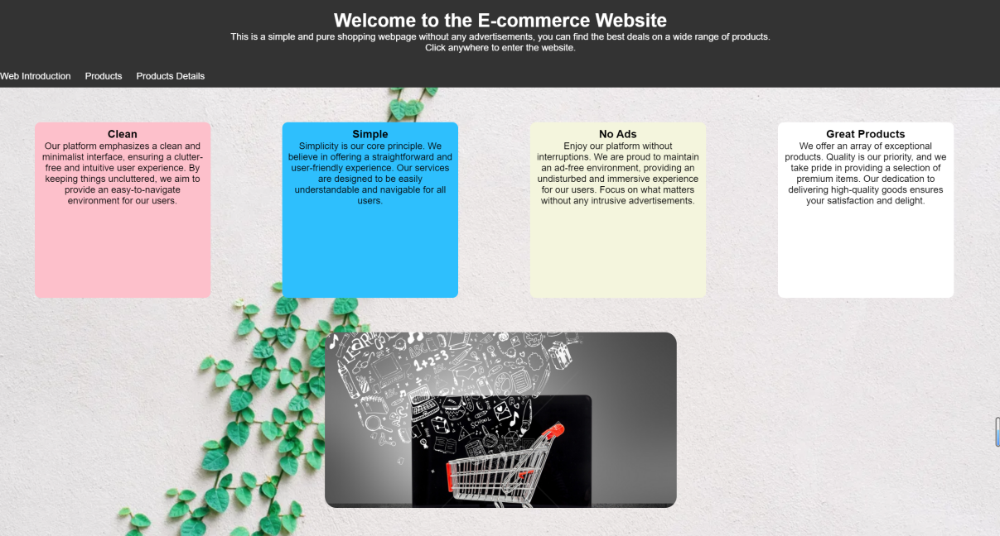 Welcome to the E-commerce Website
This is a simple and pure shopping webpage without any advertisements, you can find the best deals on a wide range of products.
Click anywhere to enter the website.
Web Introduction
Products
Products Details
Clean
Our platform emphasizes a clean and
minimalist interface, ensuring a clutter-
free and intuitive user experience. By
keeping things uncluttered, we aim to
provide an easy-to-navigate
environment for our users.
Simple
Simplicity is our core principle. We
believe in offering a straightforward and
user-friendly experience. Our services
are designed to be easily
understandable and navigable for all
users.
No Ads
Enjoy our platform without
interruptions. We are proud to maintain
an ad-free environment, providing an
undisturbed and immersive experience
for our users. Focus on what matters
without any intrusive advertisements.
Great Products
We offer an array of exceptional
products. Quality is our priority, and we
take pride in providing a selection of
premium items. Our dedication to
delivering high-quality goods ensures
your satisfaction and delight.
ABC
1+2=3
SCHOOL